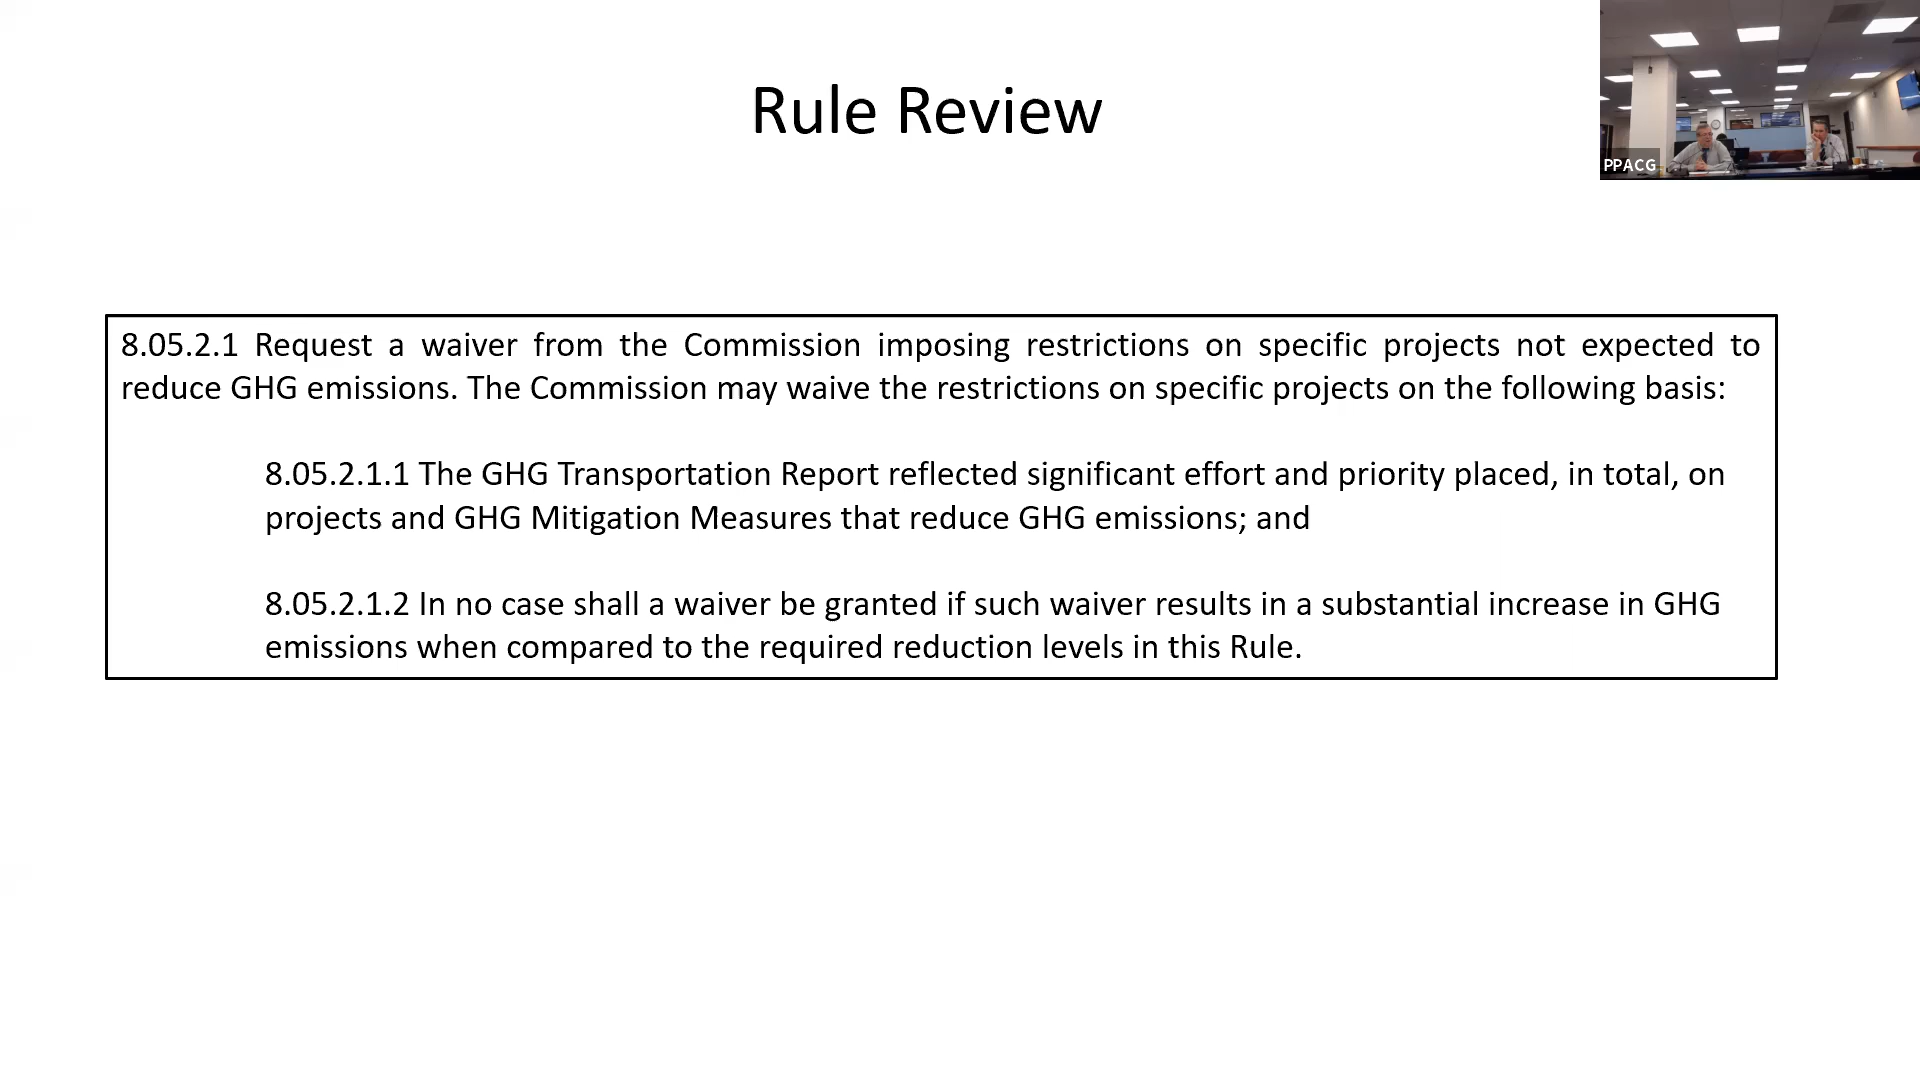 Rule Review
PPACG
8.05.2.1 Request a waiver from the Commission imposing restrictions on specific projects not expected to
reduce GHG emissions. The Commission may waive the restrictions on specific projects on the following basis:
8.05.2.1.1 The GHG Transportation Report reflected significant effort and priority placed, in total, on
projects and GHG Mitigation Measures that reduce GHG emissions; and
8.05.2.1.2 In no case shall a waiver be granted if such waiver results in a substantial increase in GHG
emissions when compared to the required reduction levels in this Rule.